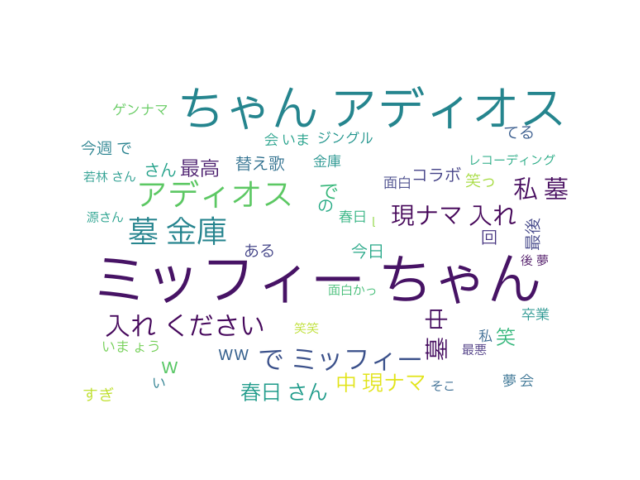 ちゃん アディオス
ゲンナマ
てる
会 いま
ジングル
今週 で
さん
最高
替え歌
金庫
レコーディング
若林 さん
アディオス
で
面白
コラボ
笑っ
私 墓
の
源さん
墓 金庫
春日
し
現ナマ 入れ
回
最後
ある
今日
ミッフィー ちゃん
後 夢
面白かっ
入れ ください
笑笑
墓 中
私
笑
卒業
いま ょう
w
ww
で ミッフィー
最悪
い
すぎ
春日 さん
中 現ナマ
そこ
夢 会